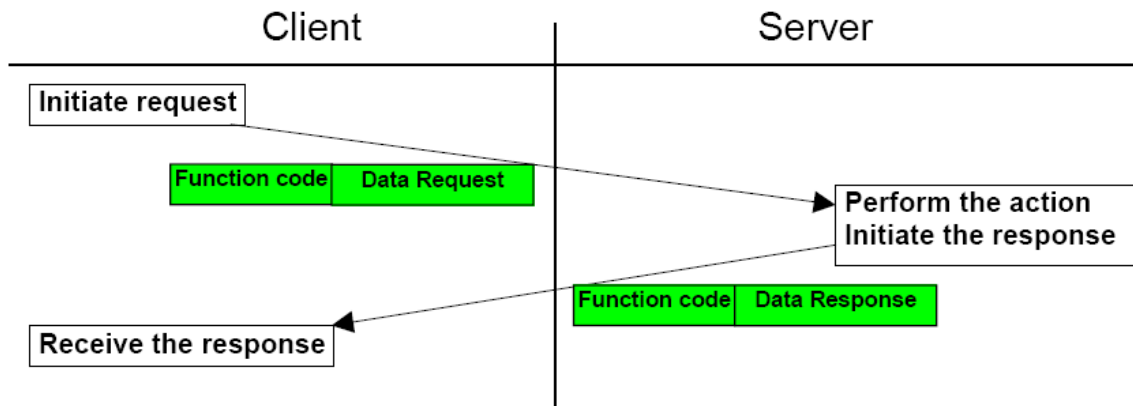 Client
Server
Initiate request
Function code
Data Request
Perform the action
Initiate the response
Function code
Data Response
Receive the response